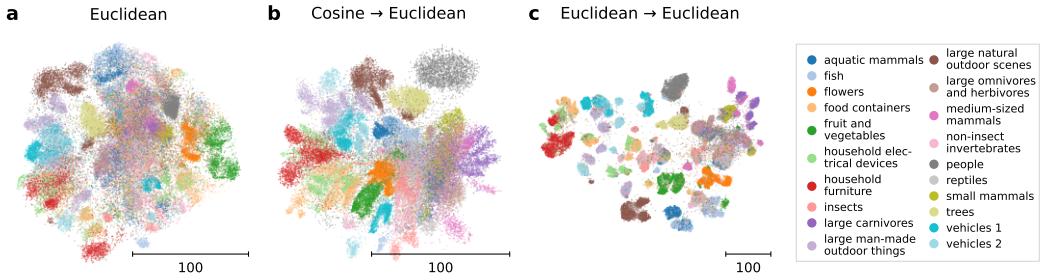 a
Euclidean
b
Cosine → Euclidean
c
Euclidean → Euclidean
100
100
100
aquatic mammals
fish
flowers
food containers
fruit and
vegetables
household elec-
trical devices
household
furniture
insects
large carnivores
large man-made
outdoor things
large natural
outdoor scenes
large omnivores
and herbivores
medium-sized
mammals
non-insect
invertebrates
people
reptiles
small mammals
trees
vehicles 1
vehicles 2